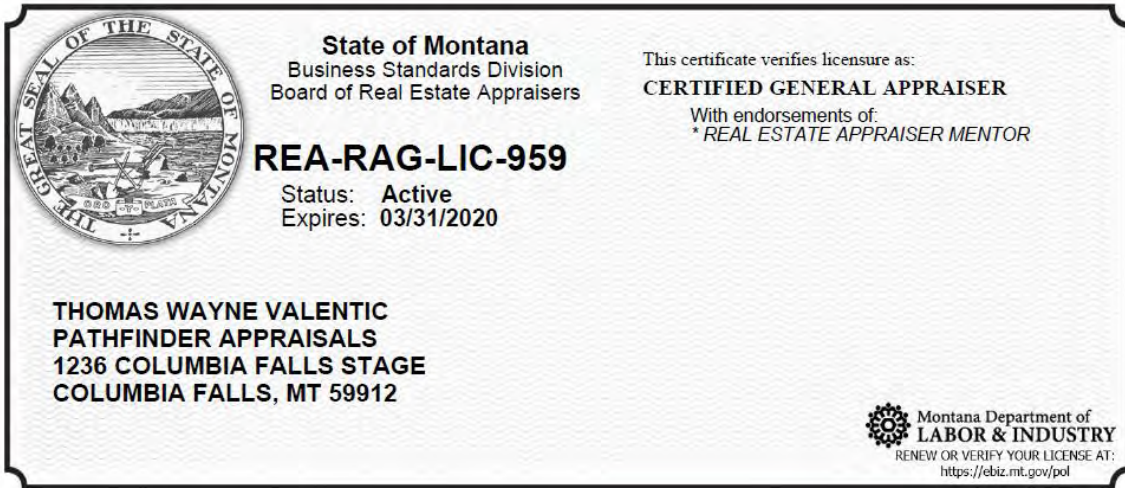 THE GREAT SEAL OF THE STATE OF MONTANA
ORO -Y- PLATA
State of Montana
Business Standards Division
Board of Real Estate Appraisers
REA-RAG-LIC-959
Status: Active
Expires: 03/31/2020
This certificate verifies licensure as:
CERTIFIED GENERAL APPRAISER
With endorsements of:
* REAL ESTATE APPRAISER MENTOR
THOMAS WAYNE VALENTIC
PATHFINDER APPRAISALS
1236 COLUMBIA FALLS STAGE
COLUMBIA FALLS, MT 59912
Montana Department of
LABOR & INDUSTRY
RENEW OR VERIFY YOUR LICENSE AT:
https://ebiz.mt.gov/pol